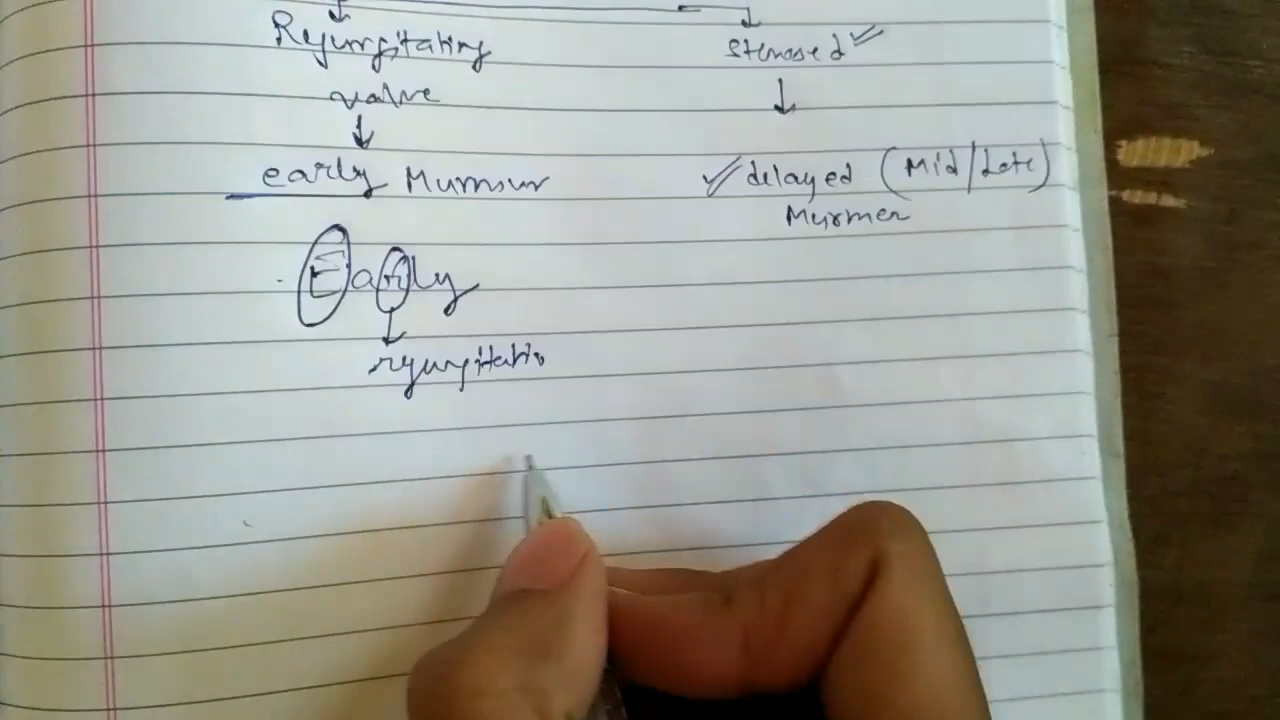 Regurgitating
Stenosed
valve
early Murmur
delayed (Mid/Late)
Murmer
Early
regurgitatio